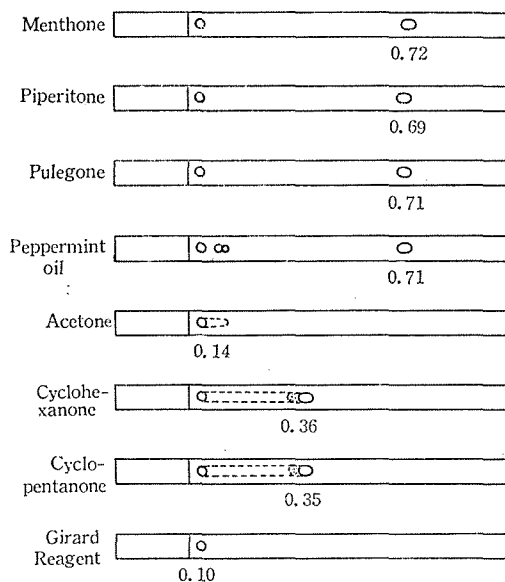 Menthone
0.72
Piperitone
0.69
Pulegone
0.71
Peppermint
oil
0.71
Acetone
0.14
Cyclohe-
xanone
0.36
Cyclo-
pentanone
0.35
Girard
Reagent
0.10